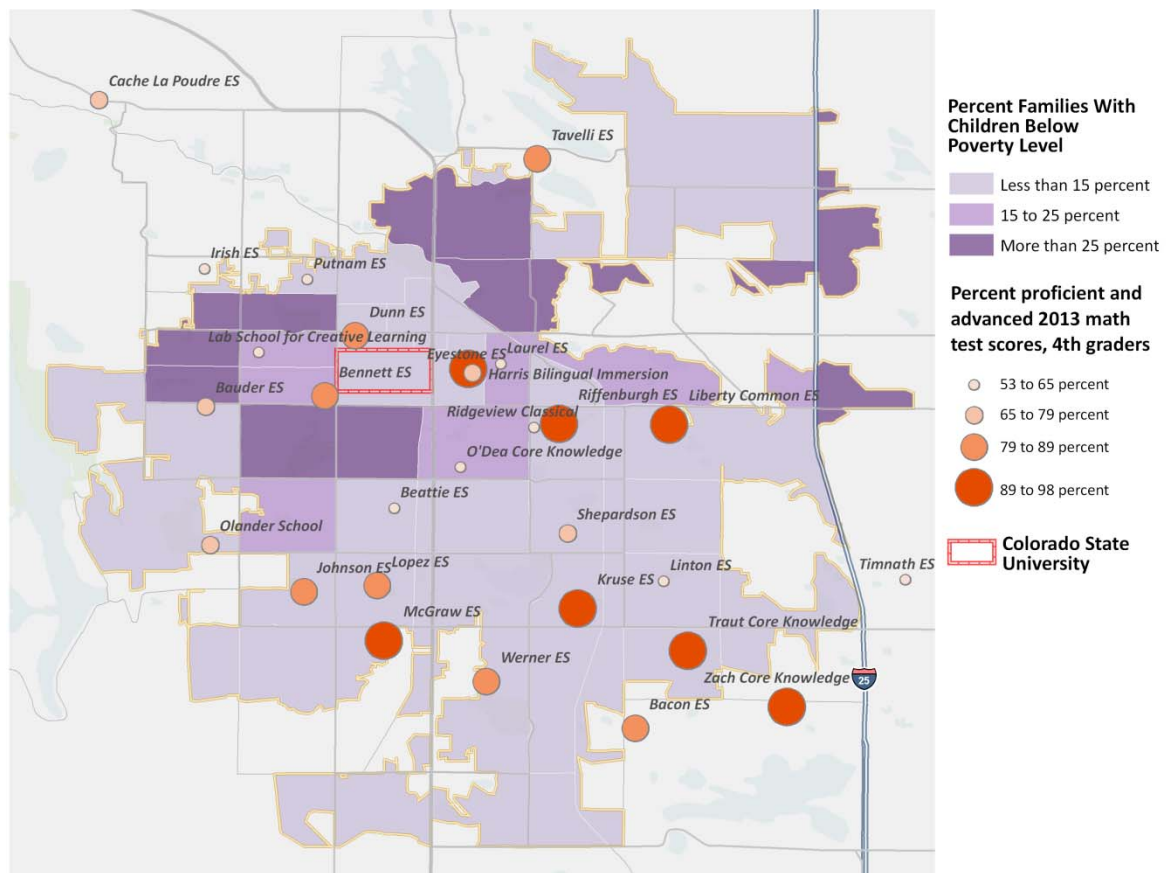 Cache La Poudre ES
Tavelli ES
Irish ES
Putnam ES
Dunn ES
Lab School for Creative Learning
Eyestone ES
Laurel ES
Bennett ES
Harris Bilingual Immersion
Bauder ES
Riffenburgh ES
Liberty Common ES
Ridgeview Classical
O'Dea Core Knowledge
Beattie ES
Shepardson ES
Olander School
Johnson ES
Lopez ES
Kruse ES
Linton ES
Timnath ES
McGraw ES
Traut Core Knowledge
Werner ES
Zach Core Knowledge
25
Bacon ES
Percent Families With
Children Below
Poverty Level
Less than 15 percent
15 to 25 percent
More than 25 percent
Percent proficient and
advanced 2013 math
test scores, 4th graders
53 to 65 percent
65 to 79 percent
79 to 89 percent
89 to 98 percent
Colorado State
University